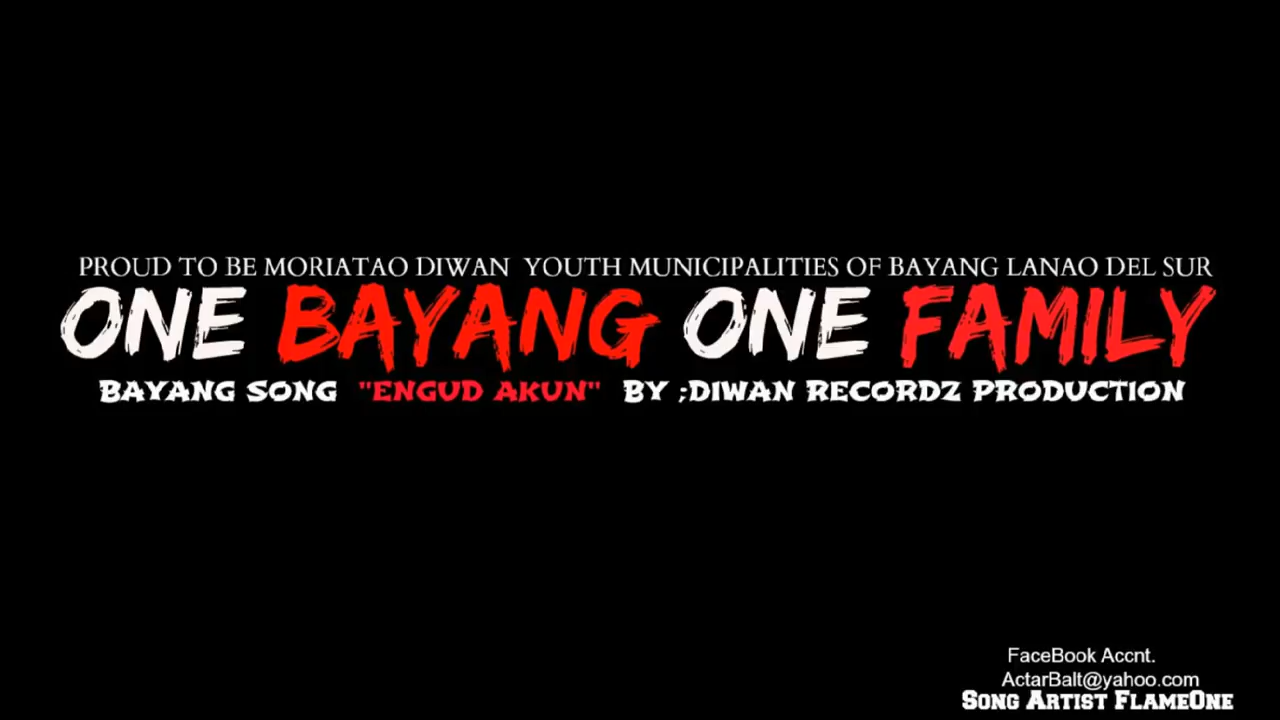 PROUD TO BE MORIATAO DIWAN YOUTH MUNICIPALITIES OF BAYANG LANAO DEL SUR
ONE BAYANG ONE FAMILY
BAYANG SONG "ENGUD AKUN" BY ;DIWAN RECORDZ PRODUCTION
FaceBook Accnt.
ActarBalt@yahoo.com
SONG ARTIST FLAMEONE